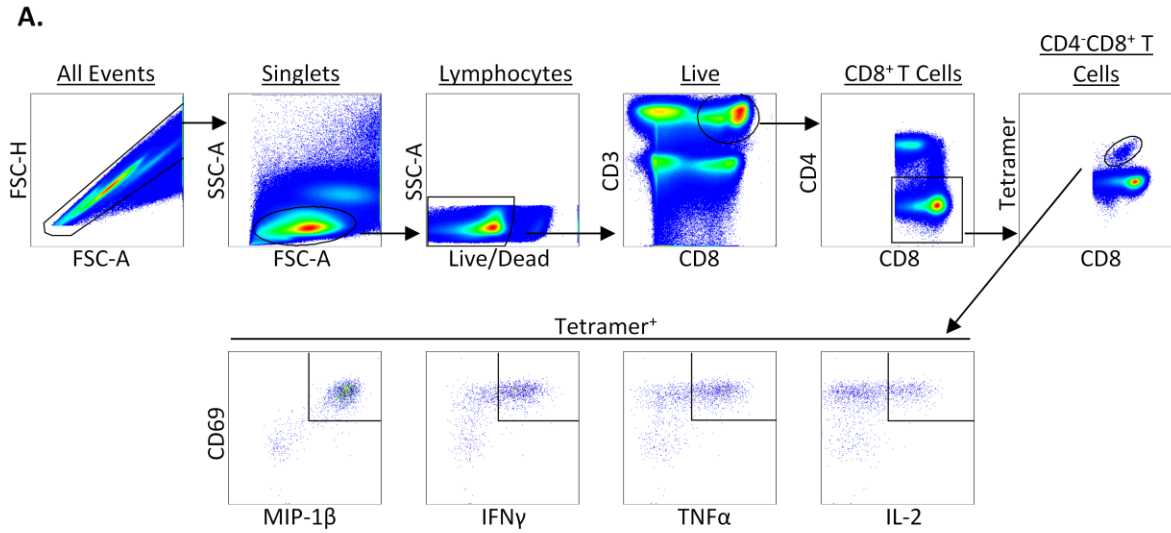 A.
All Events
Singlets
Lymphocytes
Live
CD8⁺ T Cells
CD4⁻CD8⁺ T
Cells
FSC-H
FSC-A
SSC-A
FSC-A
SSC-A
Live/Dead
CD3
CD8
CD4
CD8
Tetramer
CD8
Tetramer⁺
CD69
MIP-1β
IFNγ
TNFα
IL-2